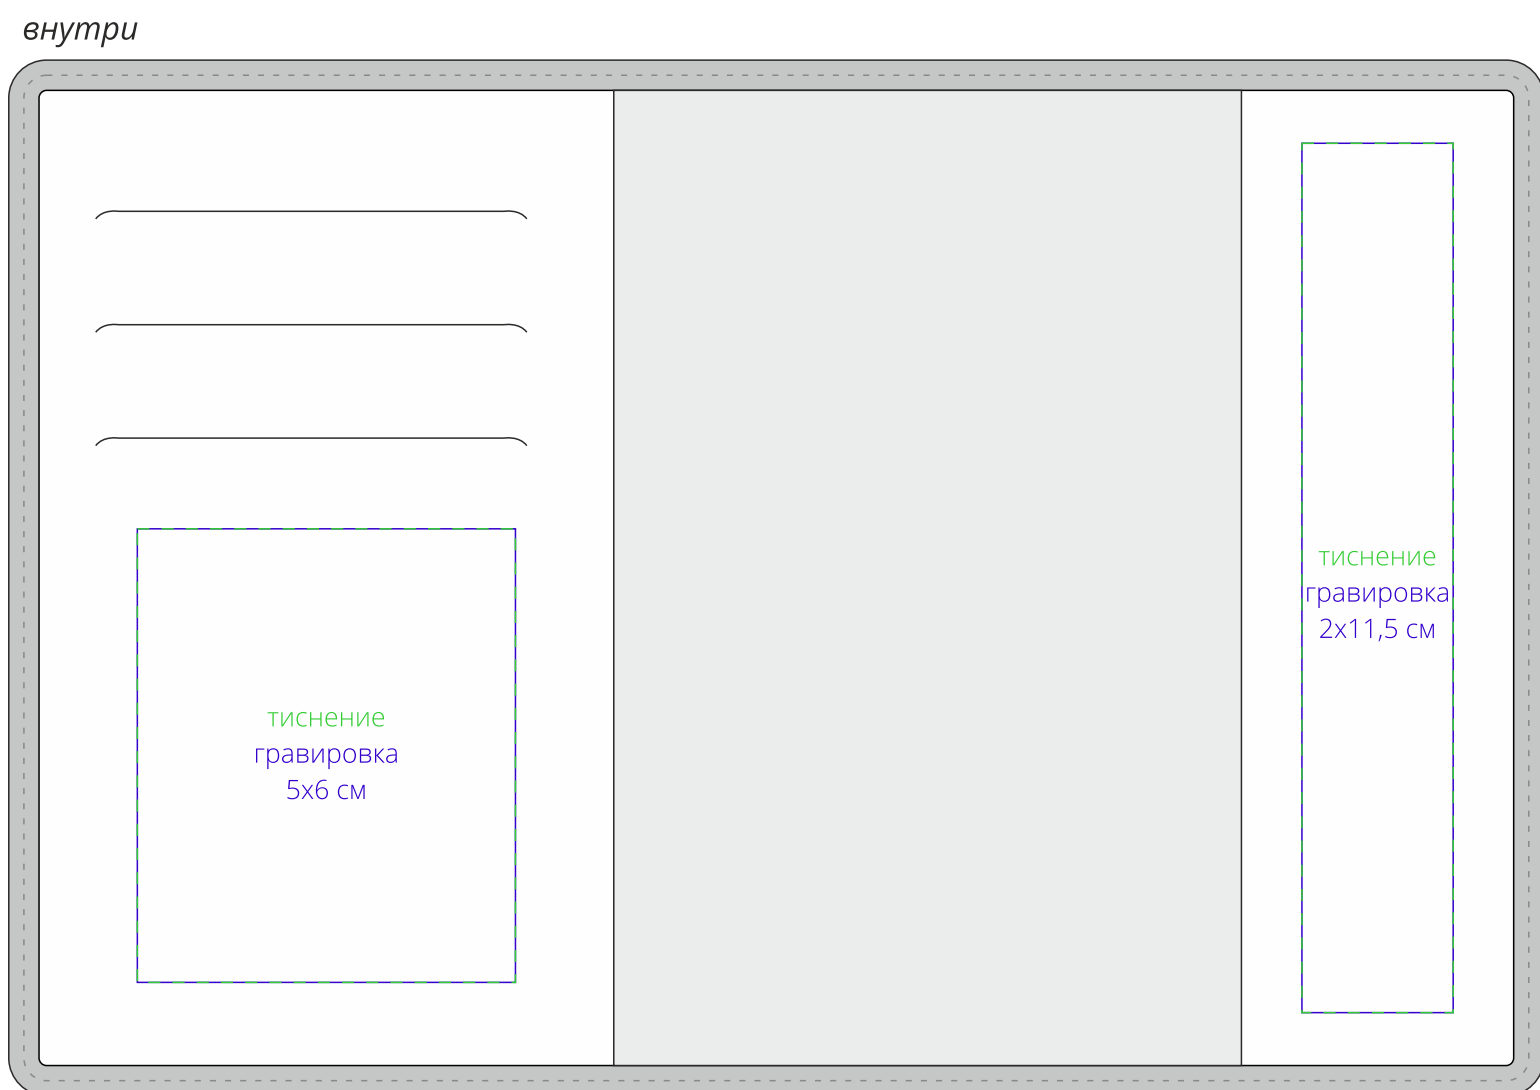 внутри
тиснение
гравировка
5х6 см
тиснение
гравировка
2х11,5 см